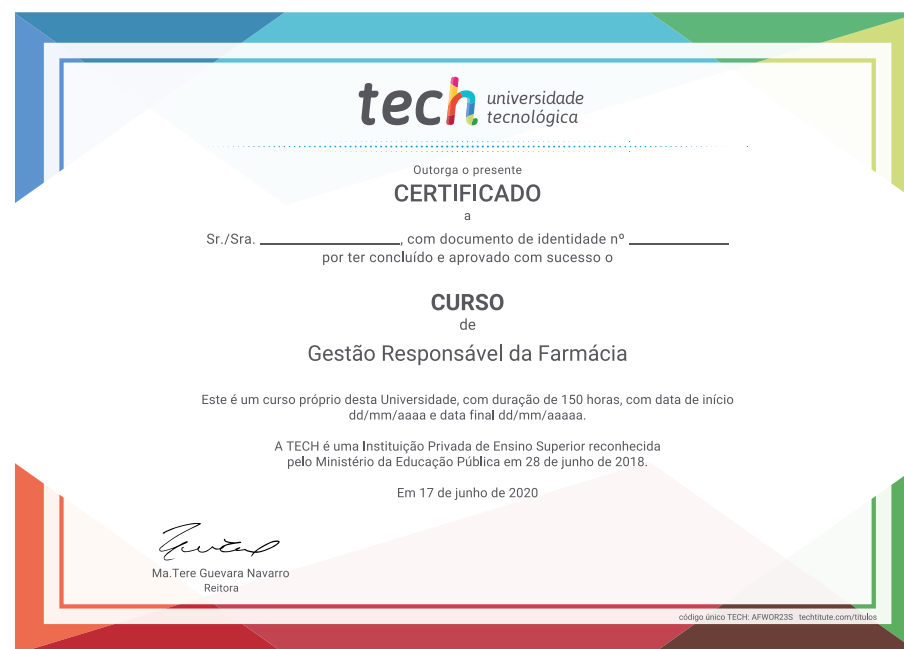 tech universidade
tecnológica
Outorga o presente
CERTIFICADO
a
Sr./Sra. ________________, com documento de identidade nº ____________
por ter concluído e aprovado com sucesso o
CURSO
de
Gestão Responsável da Farmácia
Este é um curso próprio desta Universidade, com duração de 150 horas, com data de início
dd/mm/aaaa e data final dd/mm/aaaaa.
A TECH é uma Instituição Privada de Ensino Superior reconhecida
pelo Ministério da Educação Pública em 28 de junho de 2018.
Em 17 de junho de 2020
Ma.Tere Guevara Navarro
Reitora
código único TECH: AFWOR23S techtitute.com/titulos